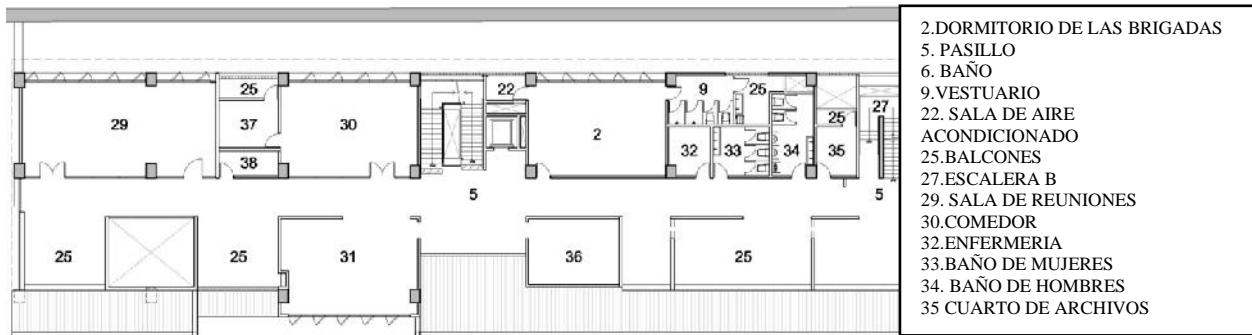 25
22
9
25
27
29
37
30
2
25
38
32
33
34
35
5
5
25
25
31
36
25
2.DORMITORIO DE LAS BRIGADAS
5. PASILLO
6. BAÑO
9.VESTUARIO
22. SALA DE AIRE
ACONDICIONADO
25.BALCONES
27.ESCALERA B
29. SALA DE REUNIONES
30.COMEDOR
32.ENFERMERIA
33.BAÑO DE MUJERES
34. BAÑO DE HOMBRES
35 CUARTO DE ARCHIVOS